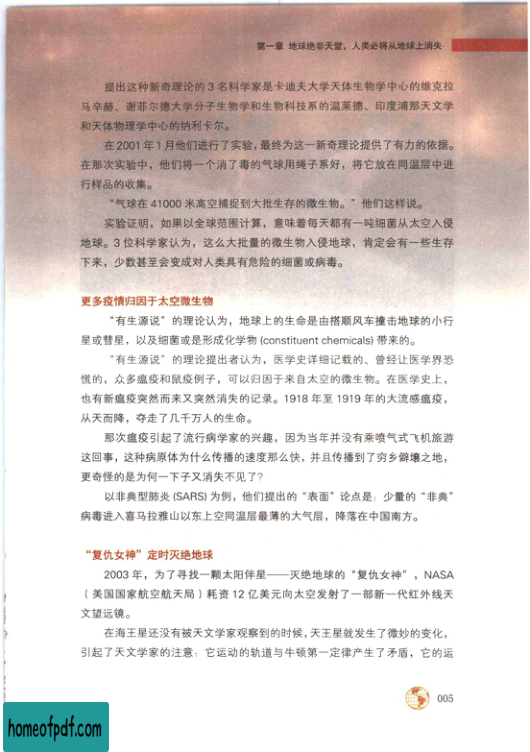 第一章 地球绝非天堂，人类必将从地球上消失
提出这种新奇理论的3名科学家是卡迪夫大学天体生物学中心的维克拉
马辛赫、谢菲尔德大学分子生物学和生物科技系的温莱德、印度浦那天文学
和天体物理学中心的纳利卡尔。
在2001年1月他们进行了实验，最终为这一新奇理论提供了有力的依据。
在那次实验中，他们将一个消了毒的气球用绳子系好，将它放在同温层中进
行样品的收集。
“气球在41000米高空捕捉到大批生存的微生物。”他们这样说。
实验证明，如果以全球范围计算，意味着每天都有一吨细菌从太空入侵
地球。3位科学家认为，这么大批量的微生物入侵地球，肯定会有一些生存
下来，少数甚至会变成对人类具有危险的细菌或病毒。
更多疫情归因于太空微生物
“有生源说”的理论认为，地球上的生命是由搭顺风车撞击地球的小行
星或彗星，以及细菌或是形成化学物(constituent chemicals)带来的。
“有生源说”的理论提出者认为，医学史详细记载的、曾经让医学界恐
慌的，众多瘟疫和鼠疫例子，可以归因于来自太空的微生物。在医学史上，
也有新瘟疫突然而来又突然消失的记录。1918年至1919年的大流感瘟疫，
从天而降，夺走了几千万人的生命。
那次瘟疫引起了流行病学家的兴趣，因为当年并没有乘喷气式飞机旅游
这回事，这种病原体为什么传播的速度那么快，并且传播到了穷乡僻壤之地，
更奇怪的是为何一下子又消失不见了？
以非典型肺炎(SARS)为例，他们提出的“表面”论点是：少量的“非典”
病毒进入喜马拉雅山以东上空同温层最薄的大气层，降落在中国南方。
“复仇女神”定时灭绝地球
2003年，为了寻找一颗太阳伴星——灭绝地球的“复仇女神”，NASA
（美国国家航空航天局）耗资12亿美元向太空发射了一部新一代红外线天
文望远镜。
在海王星还没有被天文学家观察到的时候，天王星就发生了微妙的变化，
引起了天文学家的注意：它运动的轨道与牛顿第一定律产生了矛盾，它的运
005
homeofpdf.com